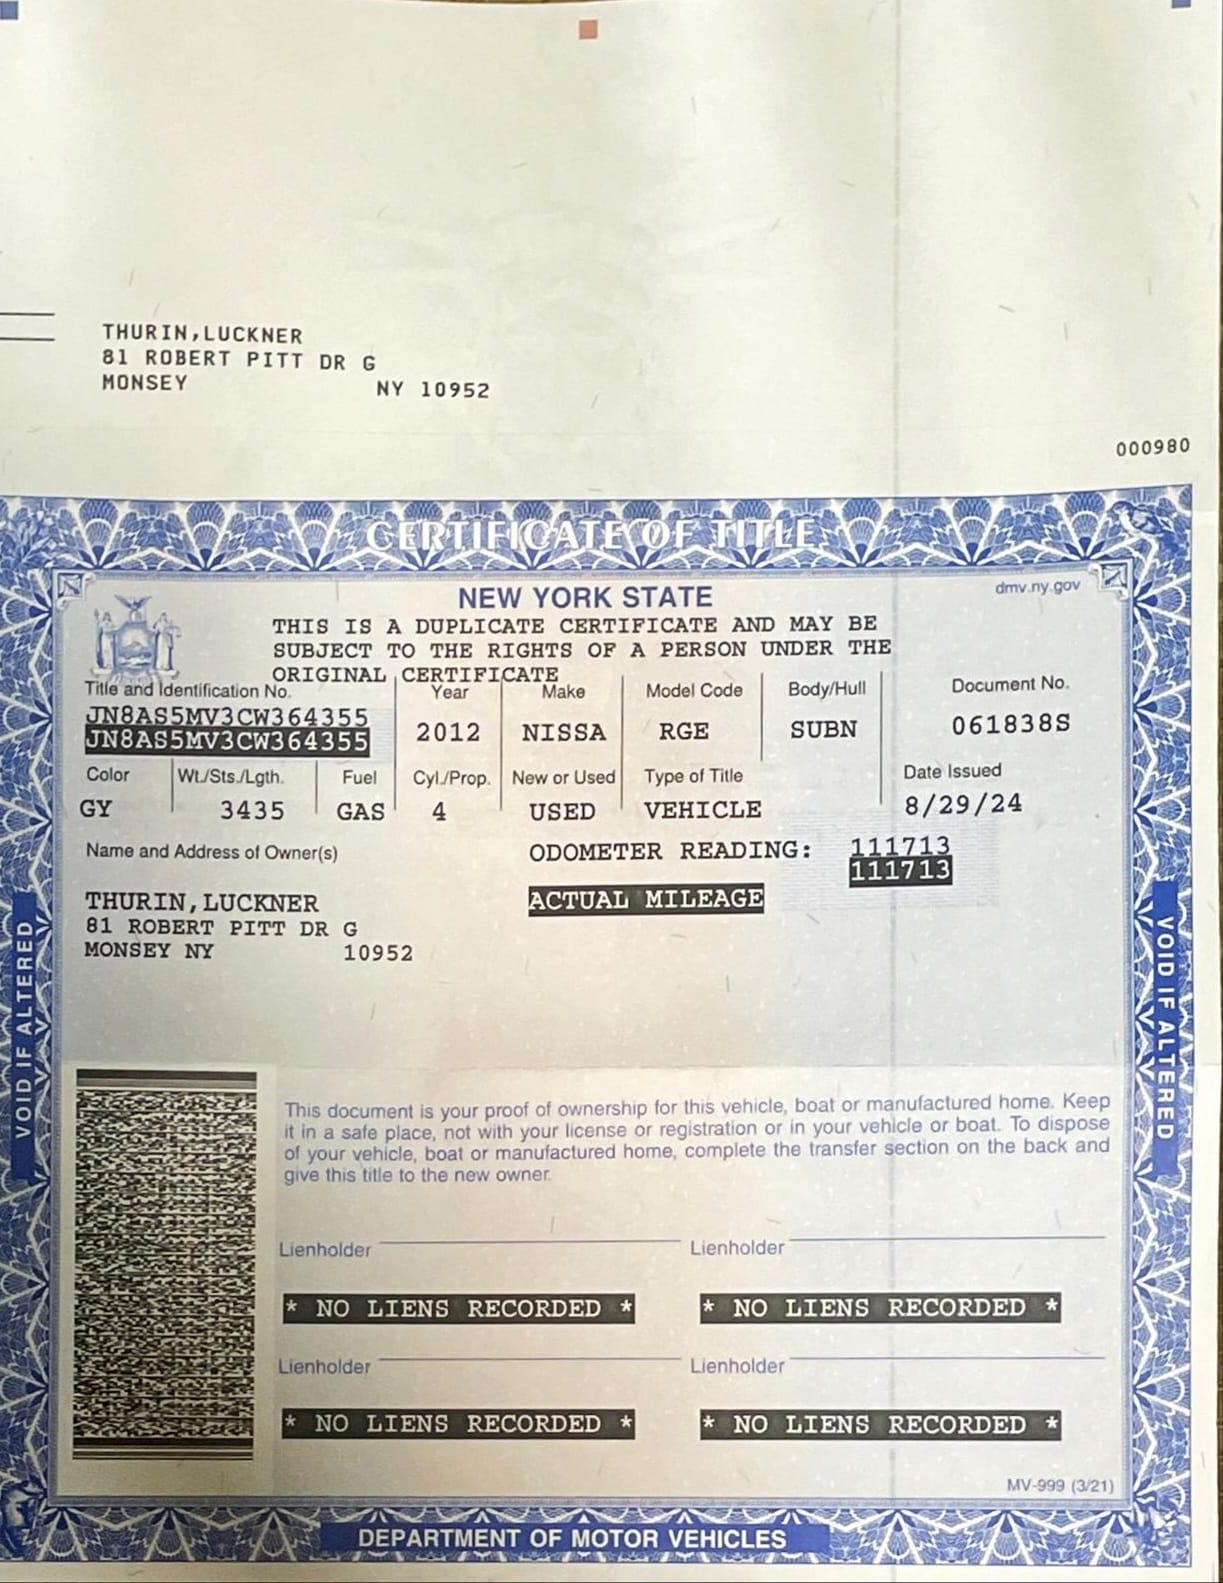 THURIN,LUCKNER
81 ROBERT PITT DR G
MONSEY NY 10952
000980
CERTIFICATE OF TITLE
NEW YORK STATE
dmv.ny.gov
THIS IS A DUPLICATE CERTIFICATE AND MAY BE
SUBJECT TO THE RIGHTS OF A PERSON UNDER THE
ORIGINAL CERTIFICATE
Title and Identification No. Year Make Model Code Body/Hull Document No.
JN8AS5MV3CW364355
JN8AS5MV3CW364355 2012 NISSA RGE SUBN 061838S
Color Wt./Sts./Lgth. Fuel Cyl./Prop. New or Used Type of Title Date Issued
GY 3435 GAS 4 USED VEHICLE 8/29/24
Name and Address of Owner(s) ODOMETER READING: 111713
111713
ACTUAL MILEAGE
THURIN,LUCKNER
81 ROBERT PITT DR G
MONSEY NY 10952
VOID IF ALTERED
VOID IF ALTERED
This document is your proof of ownership for this vehicle, boat or manufactured home. Keep
it in a safe place, not with your license or registration or in your vehicle or boat. To dispose
of your vehicle, boat or manufactured home, complete the transfer section on the back and
give this title to the new owner.
Lienholder Lienholder
* NO LIENS RECORDED * * NO LIENS RECORDED *
Lienholder Lienholder
* NO LIENS RECORDED * * NO LIENS RECORDED *
MV-999 (3/21)
DEPARTMENT OF MOTOR VEHICLES